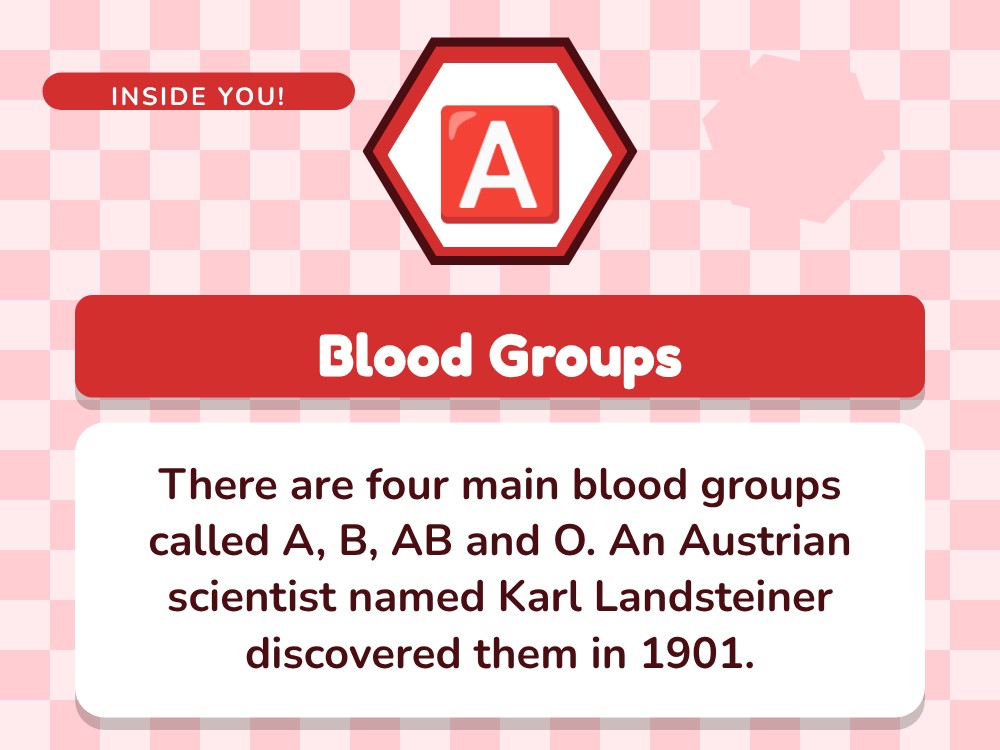 INSIDE YOU!
A
Blood Groups
There are four main blood groups
called A, B, AB and O. An Austrian
scientist named Karl Landsteiner
discovered them in 1901.